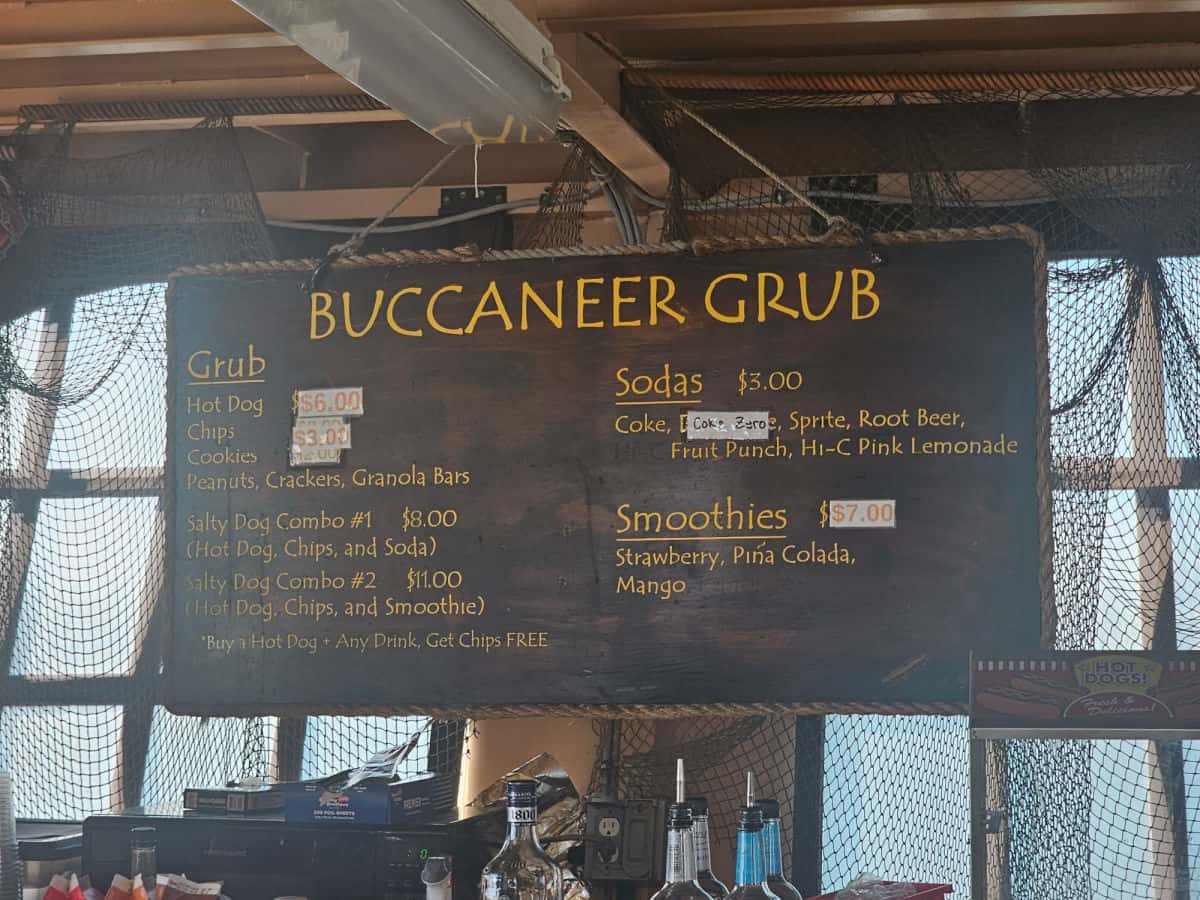 BUCCANEER GRUB
Grub
Hot Dog $6.00
Chips
Cookies $3.00
Peanuts, Crackers, Granola Bars
Salty Dog Combo #1 $8.00
(Hot Dog, Chips, and Soda)
Salty Dog Combo #2 $11.00
(Hot Dog, Chips, and Smoothie)
*Buy a Hot Dog + Any Drink, Get Chips FREE
Sodas $3.00
Coke, Coke Zero, Sprite, Root Beer,
Fruit Punch, Hi-C Pink Lemonade
Smoothies $7.00
Strawberry, Piña Colada,
Mango
HOT
DOGS!
Fresh &
Delicious!
1800